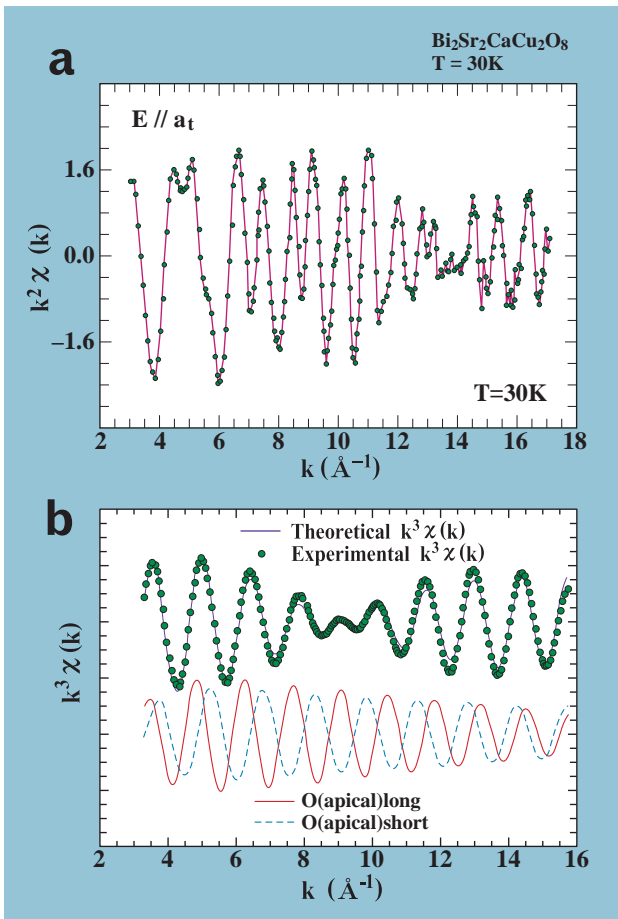 Bi₂Sr₂CaCu₂O₈
T = 30K
a
E // aₜ
1.6
0.0
−1.6
k² χ (k)
T=30K
2 4 6 8 10 12 14 16 18
k (Å⁻¹)
b
Theoretical k³ χ(k)
Experimental k³ χ(k)
k³ χ(k)
O(apical)long
O(apical)short
2 4 6 8 10 12 14 16
k (Å⁻¹)